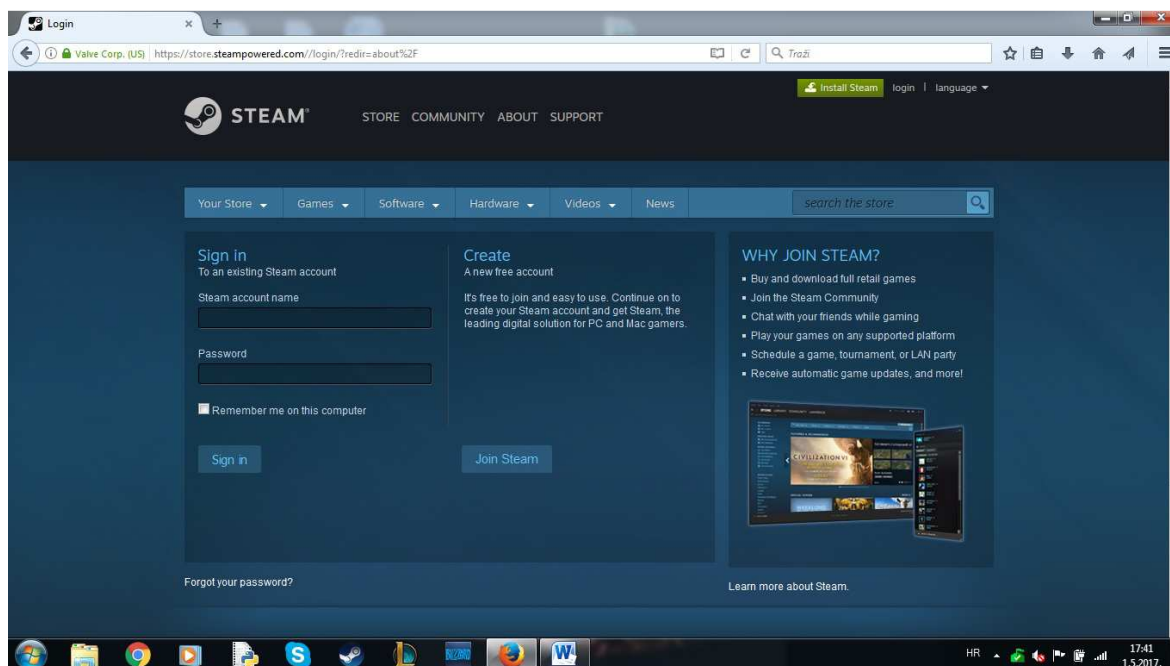 Login
Valve Corp. (US) https://store.steampowered.com//login/?redir=about%2F
Traži
Install Steam login | language
STEAM®
STORE COMMUNITY ABOUT SUPPORT
Your Store Games Software Hardware Videos News
search the store
Sign in
To an existing Steam account
Steam account name
Password
Remember me on this computer
Sign in
Create
A new free account
It's free to join and easy to use. Continue on to
create your Steam account and get Steam, the
leading digital solution for PC and Mac gamers.
Join Steam
WHY JOIN STEAM?
Buy and download full retail games
Join the Steam Community
Chat with your friends while gaming
Play your games on any supported platform
Schedule a game, tournament, or LAN party
Receive automatic game updates, and more!
CIVILIZATION VI
Forgot your password?
Learn more about Steam.
HR
17:41
1.5.2017.